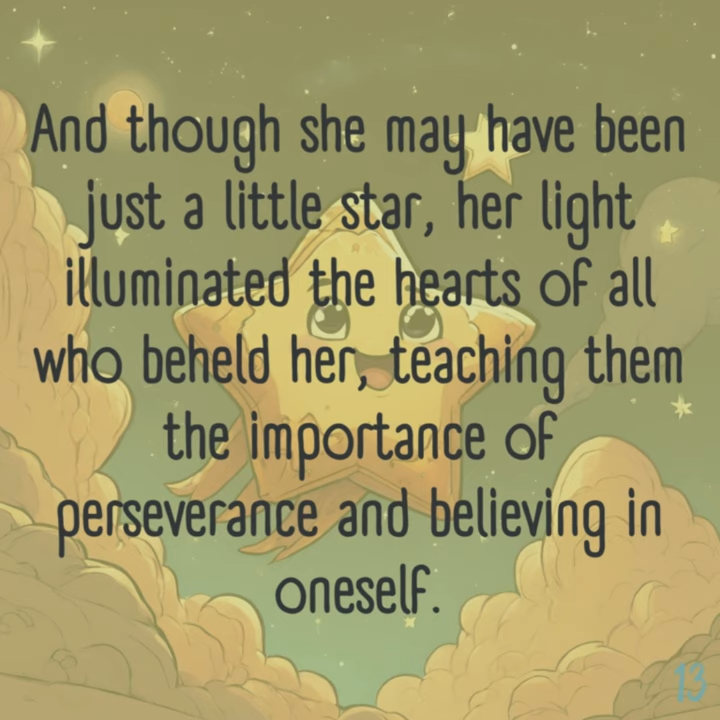 And though she may have been
just a little star, her light
illuminated the hearts of all
who beheld her, teaching them
the importance of
perseverance and believing in
oneself.
13